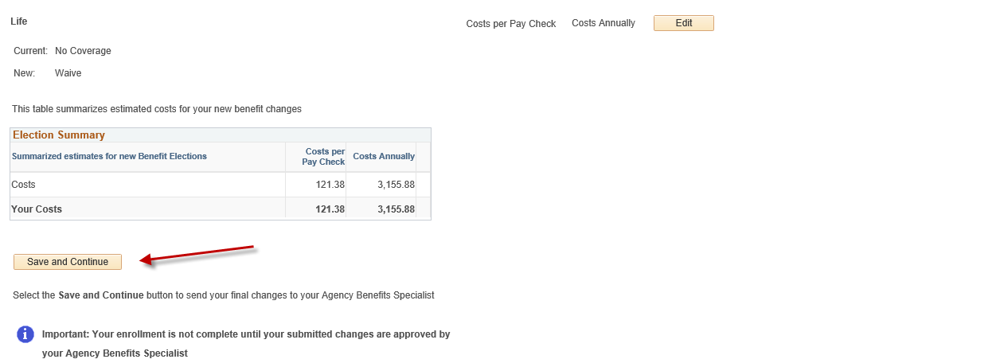 Life Costs per Pay Check Costs Annually Edit
Current: No Coverage
New: Waive
This table summarizes estimated costs for your new benefit changes
Election Summary
Summarized estimates for new Benefit Elections Costs per Pay Check Costs Annually
Costs 121.38 3,155.88
Your Costs 121.38 3,155.88
Save and Continue
Select the Save and Continue button to send your final changes to your Agency Benefits Specialist
Important: Your enrollment is not complete until your submitted changes are approved by
your Agency Benefits Specialist